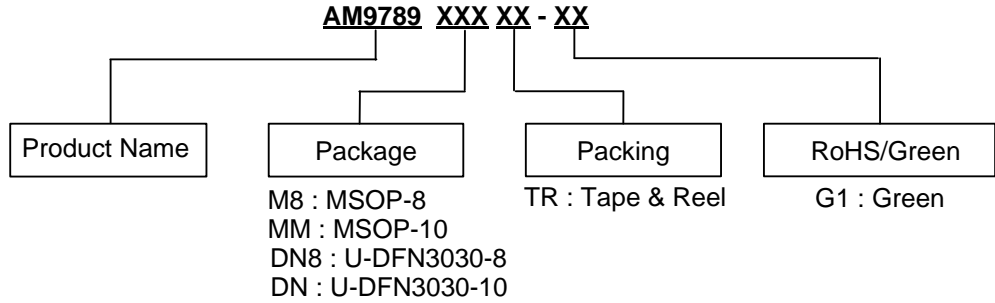 AM9789 XXX XX - XX
Product Name
Package
Packing
RoHS/Green
M8 : MSOP-8
MM : MSOP-10
DN8 : U-DFN3030-8
DN : U-DFN3030-10
TR : Tape & Reel
G1 : Green